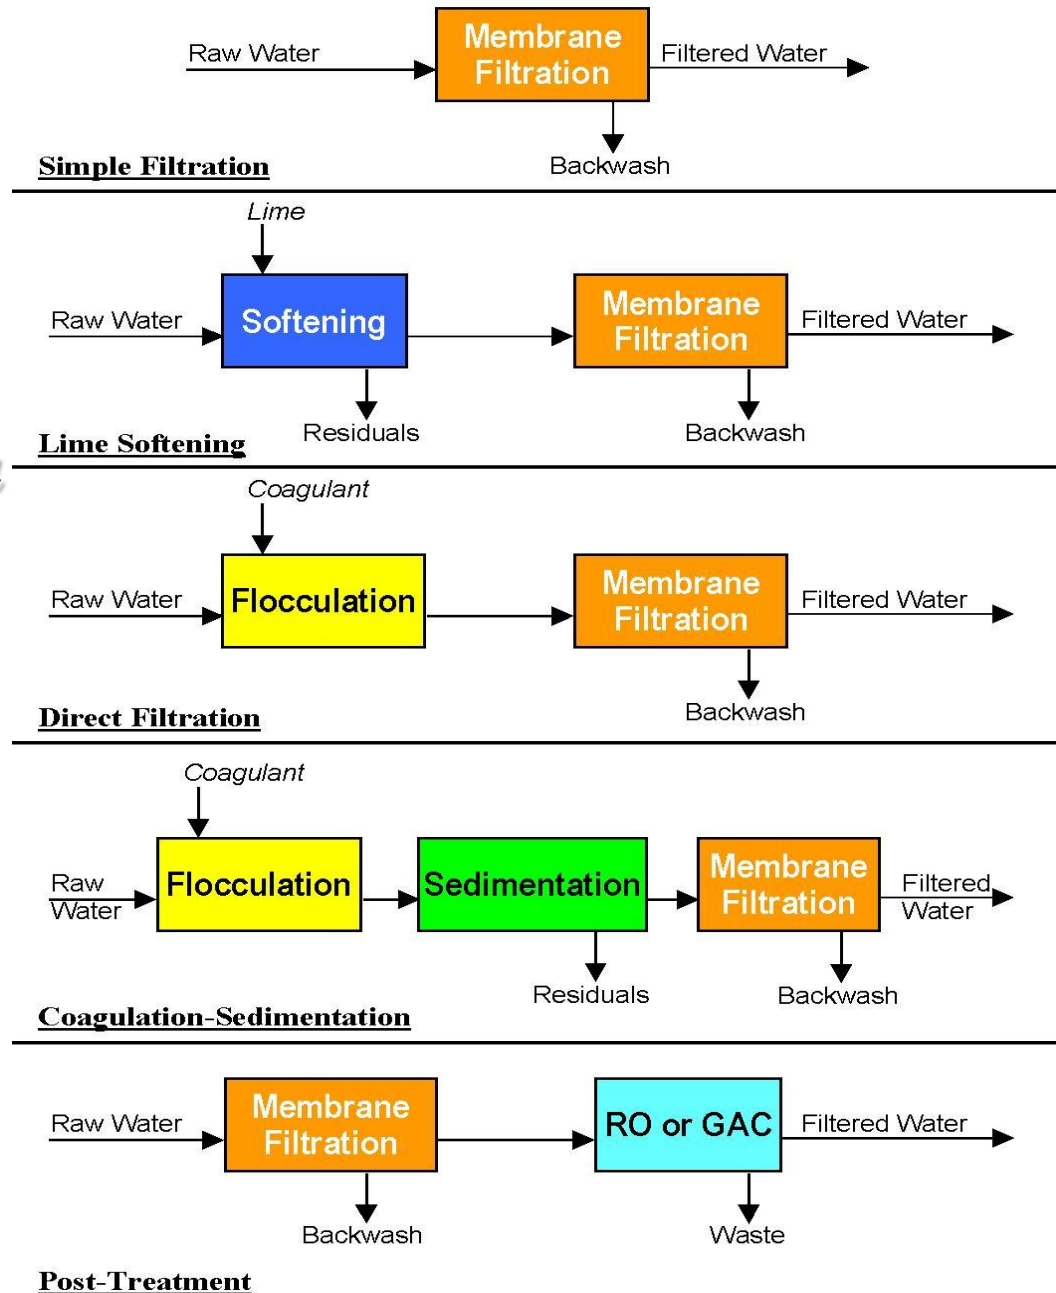 Raw Water
Membrane
Filtration
Filtered Water
Backwash
Simple Filtration
Lime
Raw Water
Softening
Membrane
Filtration
Filtered Water
Residuals
Backwash
Lime Softening
Coagulant
Raw Water
Flocculation
Membrane
Filtration
Filtered Water
Backwash
Direct Filtration
Coagulant
Raw
Water
Flocculation
Sedimentation
Membrane
Filtration
Filtered
Water
Residuals
Backwash
Coagulation-Sedimentation
Raw Water
Membrane
Filtration
RO or GAC
Filtered Water
Backwash
Waste
Post-Treatment